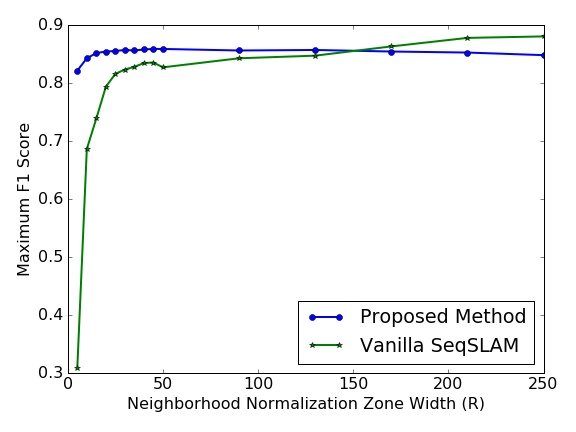 0.9
0.8
0.7
0.6
0.5
0.4
0.3
Maximum F1 Score
Proposed Method
Vanilla SeqSLAM
0 50 100 150 200 250
Neighborhood Normalization Zone Width (R)